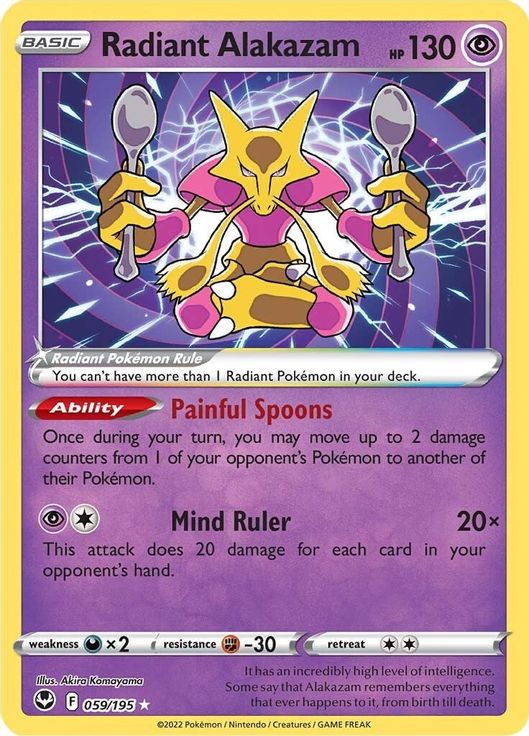 BASIC Radiant Alakazam HP 130
Radiant Pokémon Rule
You can't have more than 1 Radiant Pokémon in your deck.
Ability Painful Spoons
Once during your turn, you may move up to 2 damage
counters from 1 of your opponent's Pokémon to another of
their Pokémon.
Mind Ruler 20×
This attack does 20 damage for each card in your
opponent's hand.
weakness ×2 resistance -30 retreat
Illus. Akira Komayama
F 059/195
It has an incredibly high level of intelligence.
Some say that Alakazam remembers everything
that ever happens to it, from birth till death.
©2022 Pokémon / Nintendo / Creatures / GAME FREAK